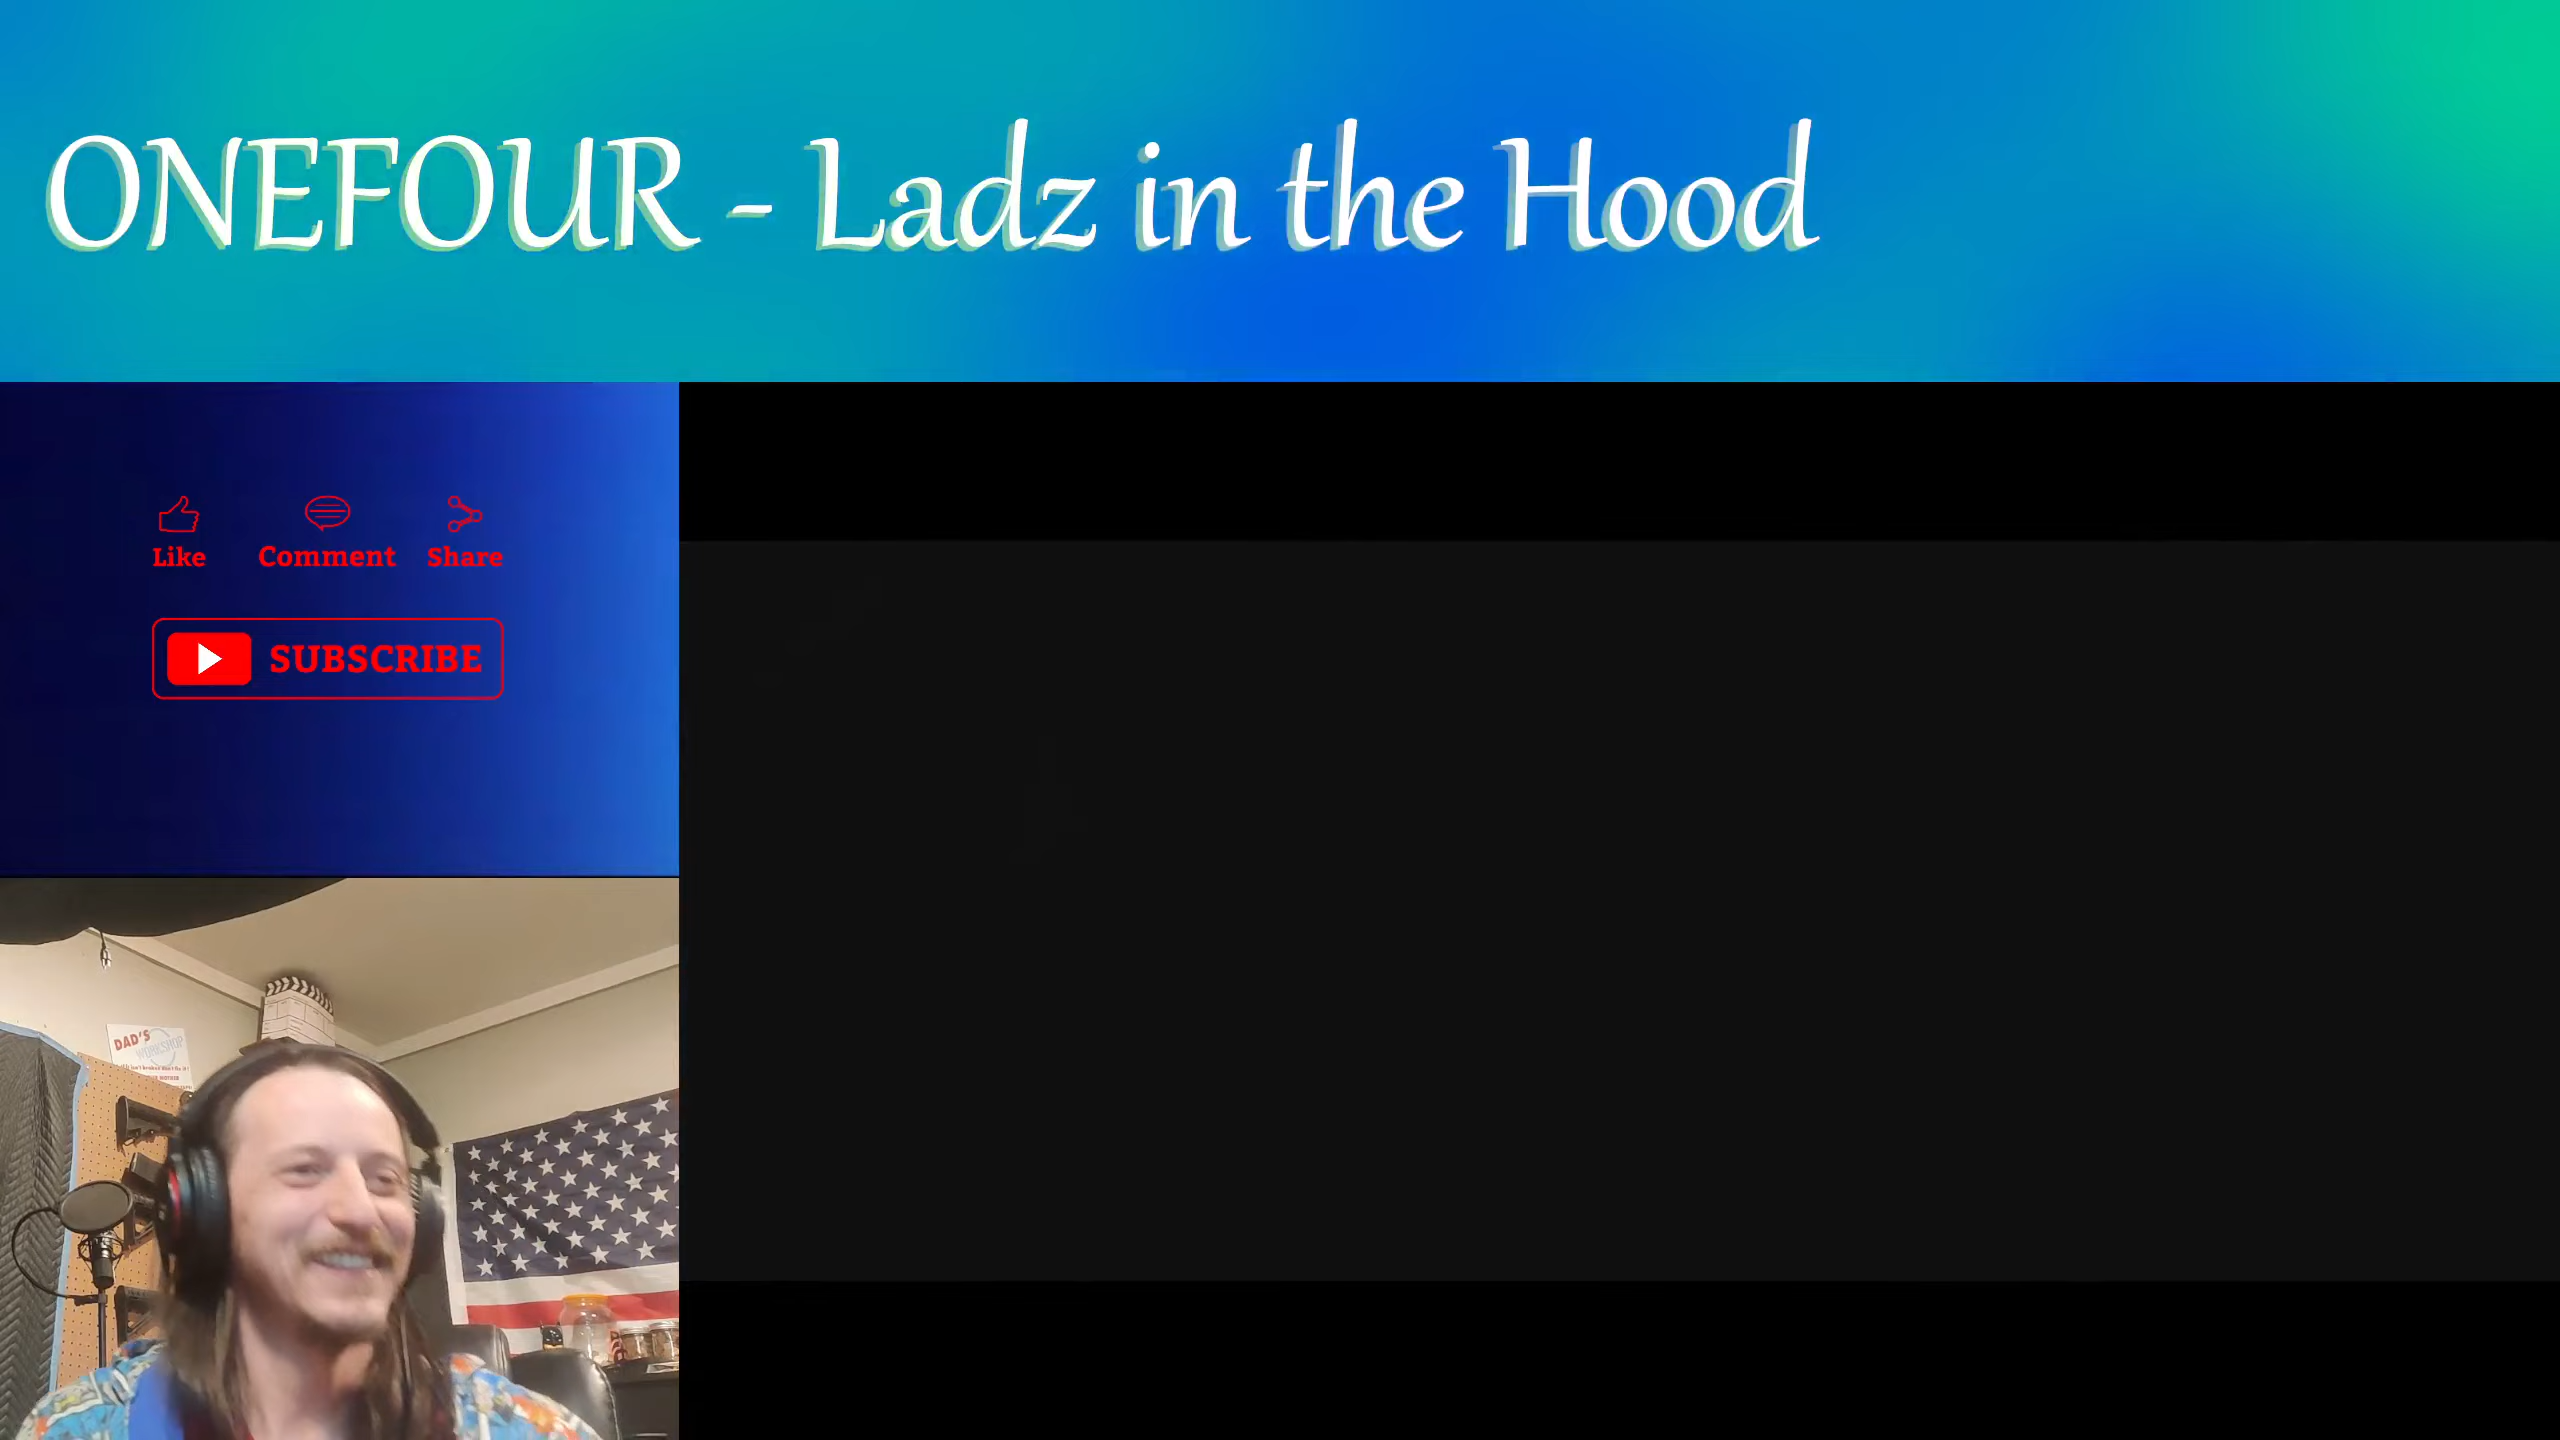 ONEFOUR - Ladz in the Hood
Like Comment Share
SUBSCRIBE
DAD'S
WORKSHOP